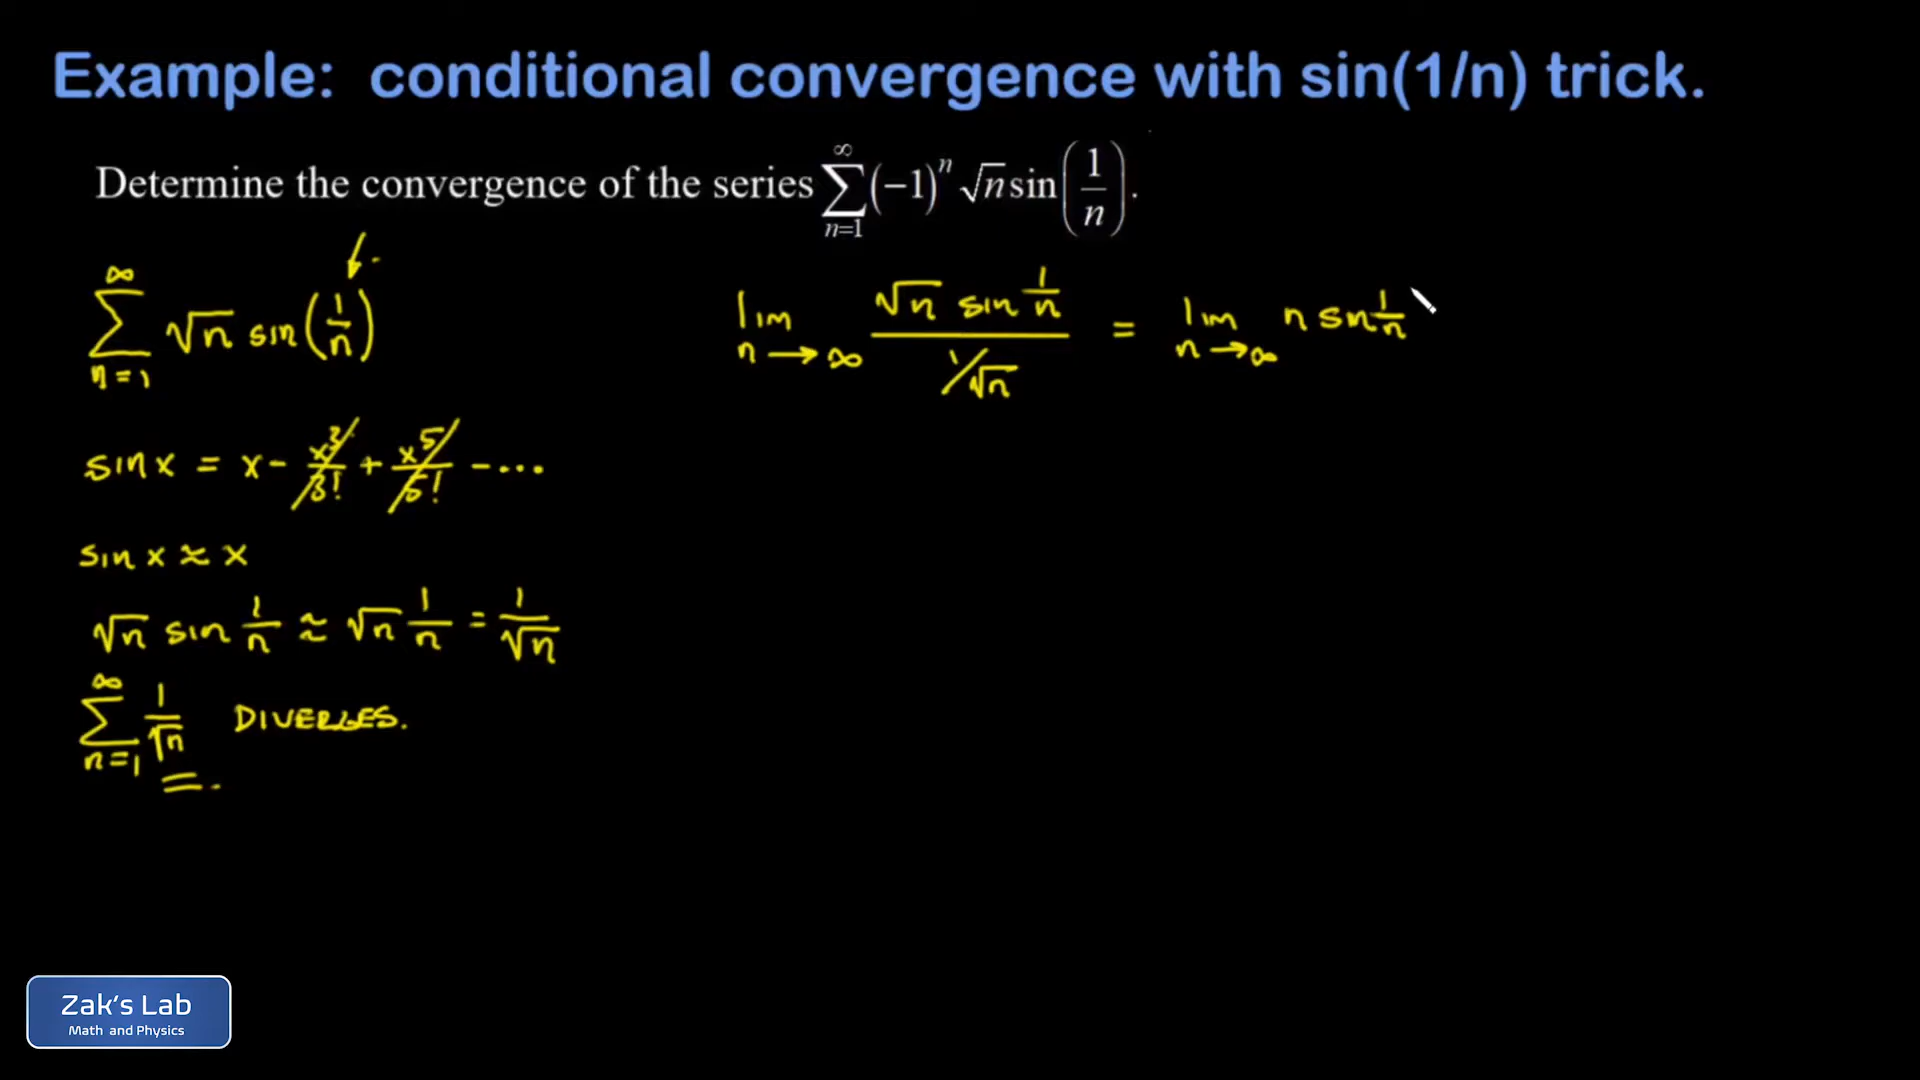 Example: conditional convergence with sin(1/n) trick.
Determine the convergence of the series ∑_{n=1}^{∞} (−1)^n √n sin(1/n).
∑_{n=1}^{∞} √n sin(1/n)
lim_{n→∞} (√n sin 1/n)/(1/√n) = lim_{n→∞} n sin 1/n
sin x = x - x³/3! + x⁵/5! - ...
sin x ≈ x
√n sin 1/n ≈ √n 1/n = 1/√n
∑_{n=1}^{∞} 1/√n DIVERGES.
Zak's Lab
Math and Physics